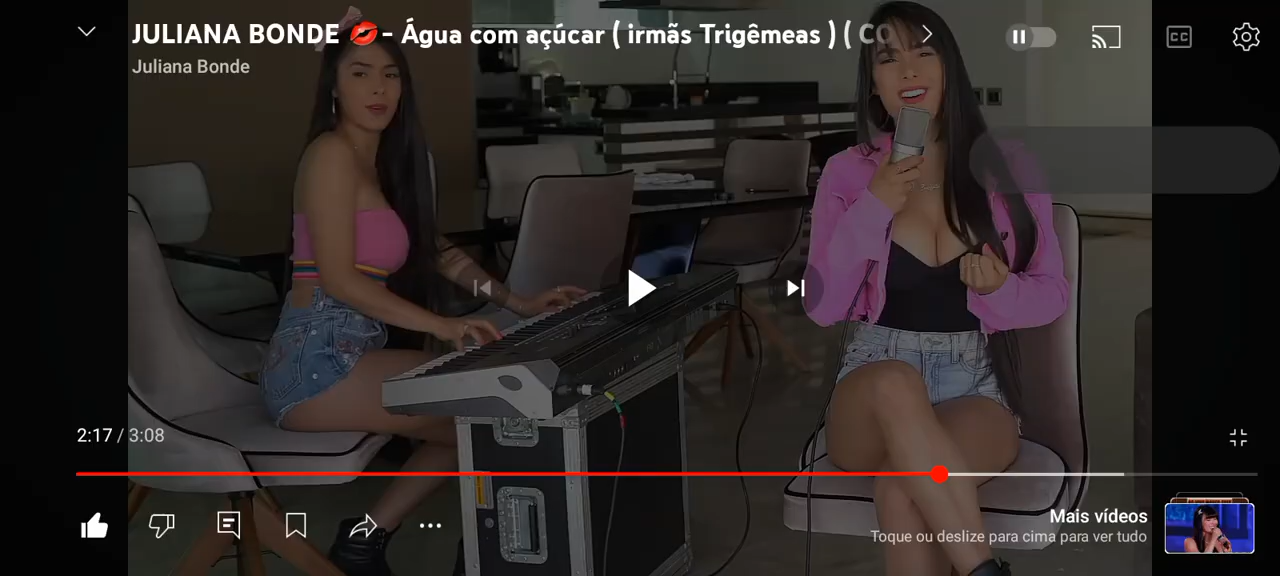 JULIANA BONDE 💋 - Água com açúcar ( irmãs Trigêmeas ) ( CO
Juliana Bonde
CC
2:17 / 3:08
Mais vídeos
Toque ou deslize para cima para ver tudo